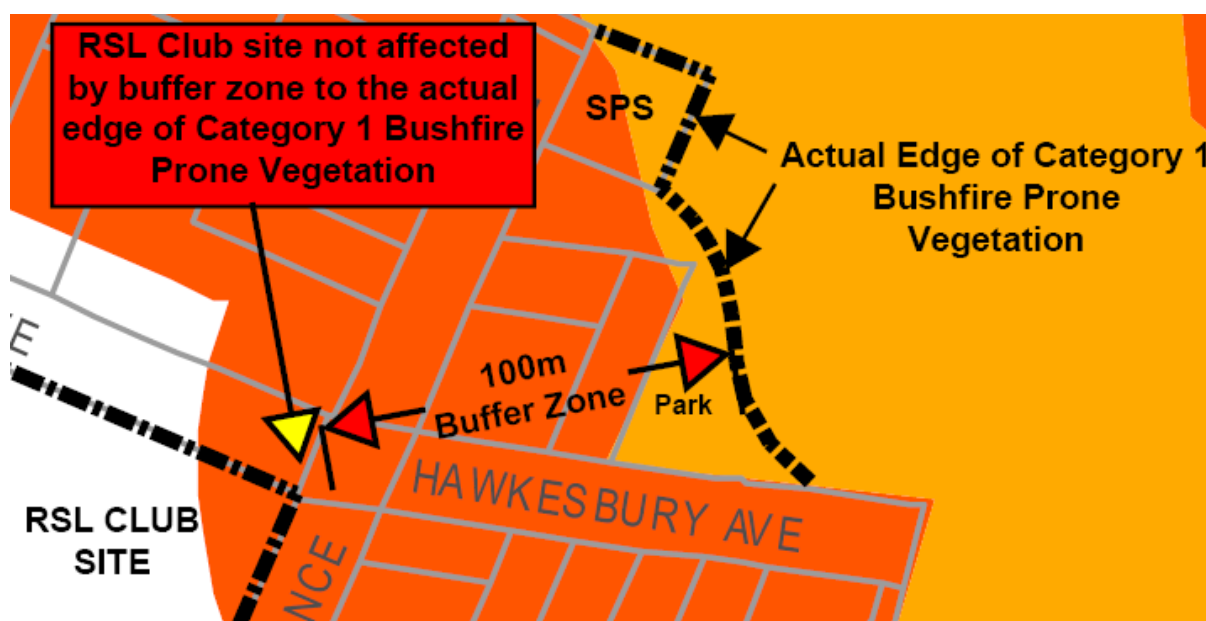 RSL Club site not affected
by buffer zone to the actual
edge of Category 1 Bushfire
Prone Vegetation
SPS
Actual Edge of Category 1
Bushfire Prone
Vegetation
100m
Buffer Zone
Park
HAWKESBURY AVE
RSL CLUB
SITE